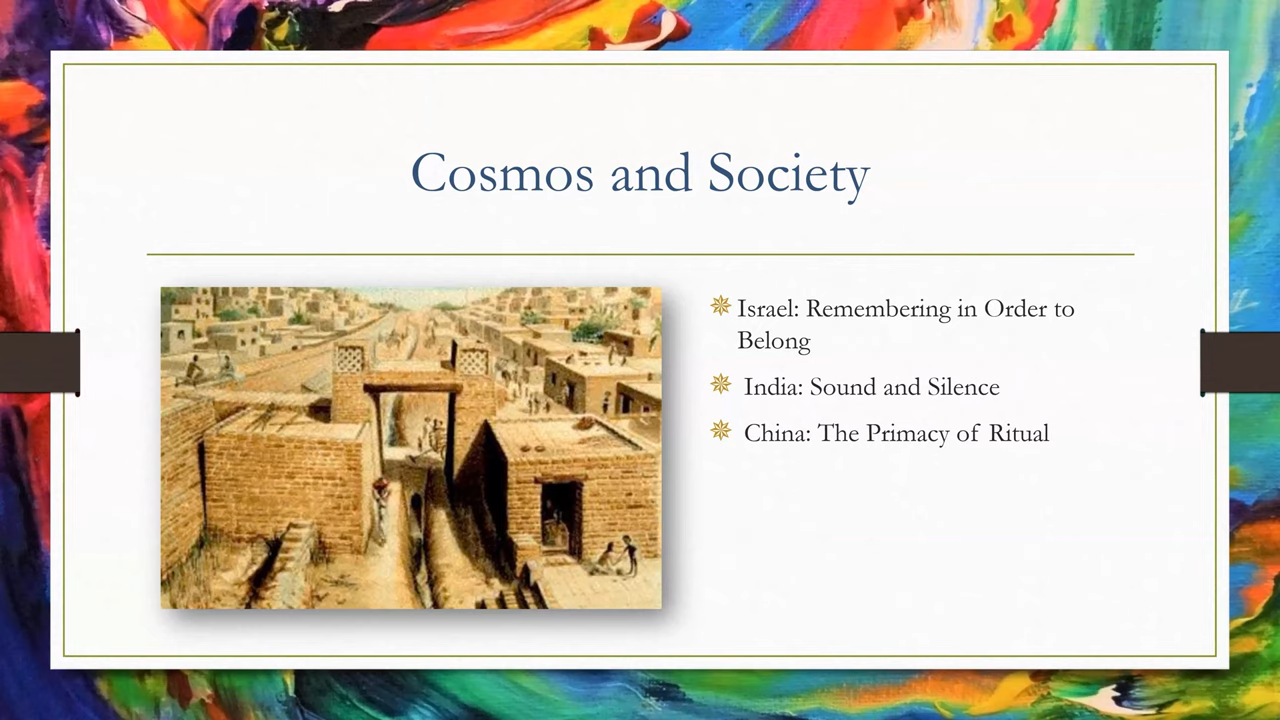 Cosmos and Society
Israel: Remembering in Order to
Belong
India: Sound and Silence
China: The Primacy of Ritual